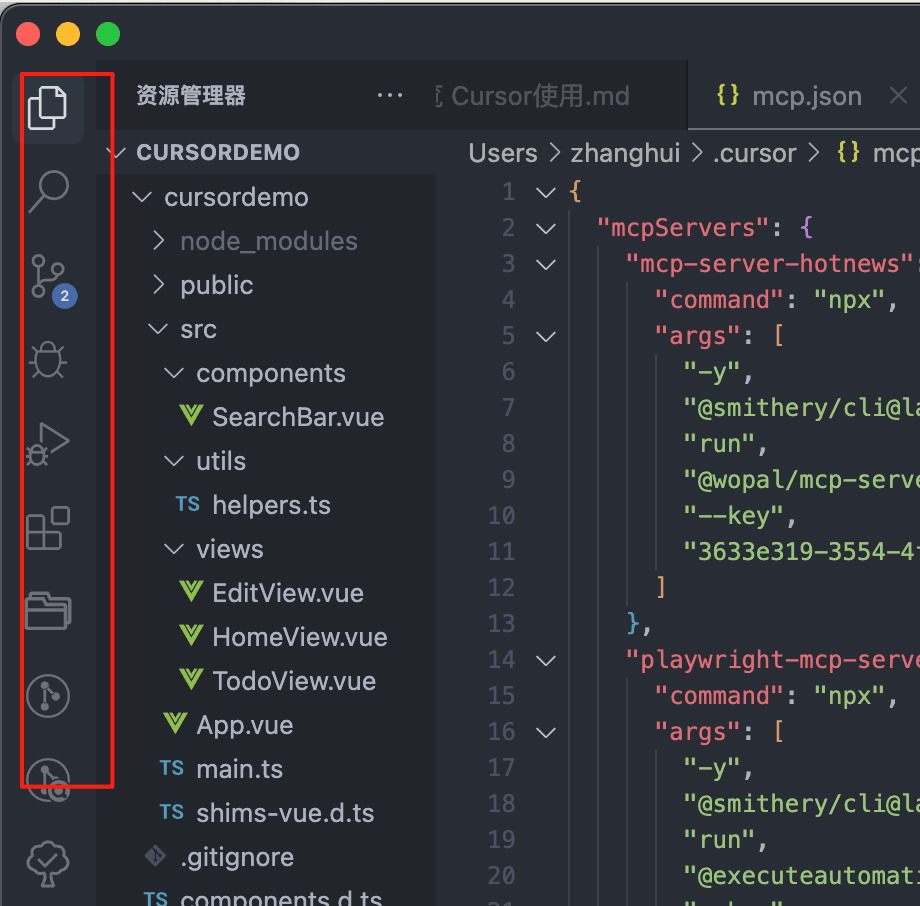 资源管理器
··· Cursor使用.md
{} mcp.json
CURSORDEMO
Users > zhanghui > .cursor > {}
cursordemo
node_modules
public
src
components
SearchBar.vue
utils
TS helpers.ts
views
EditView.vue
HomeView.vue
TodoView.vue
App.vue
TS main.ts
TS shims-vue.d.ts
.gitignore
TS components.d.ts
2
1 {
2 "mcpServers": {
3 "mcp-server-hotnews":
4 "command": "npx",
5 "args": [
6 "-y",
7 "@smithery/cli@la
8 "run",
9 "@wopal/mcp-serve
10 "--key",
11 "3633e319-3554-4
12 ]
13 },
14 "playwright-mcp-serve
15 "command": "npx",
16 "args": [
17 "-y",
18 "@smithery/cli@la
19 "run",
20 "@executeautomati